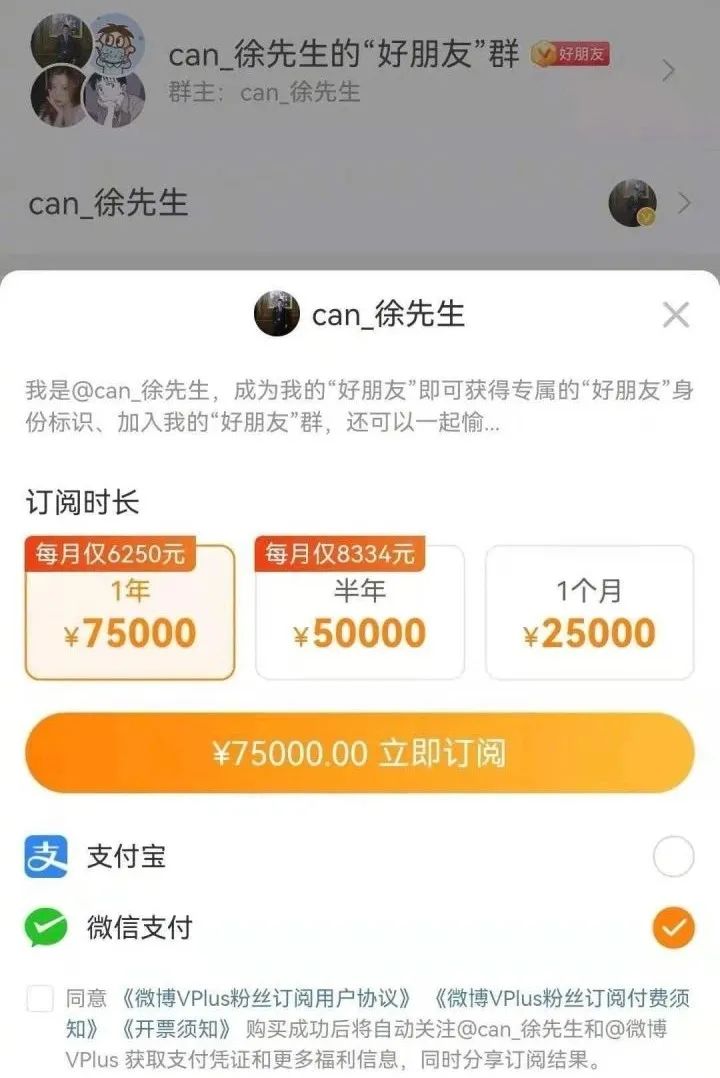 can_徐先生的“好朋友”群 好朋友
群主：can_徐先生
can_徐先生
can_徐先生
我是@can_徐先生，成为我的“好朋友”即可获得专属的“好朋友”身
份标识、加入我的“好朋友”群，还可以一起愉...
订阅时长
每月仅6250元 每月仅8334元
1年 半年 1个月
¥75000 ¥50000 ¥25000
¥75000.00 立即订阅
支 支付宝
微信支付
同意 《微博VPlus粉丝订阅用户协议》 《微博VPlus粉丝订阅付费须
知》 《开票须知》 购买成功后将自动关注@can_徐先生和@微博
VPlus 获取支付凭证和更多福利信息，同时分享订阅结果。